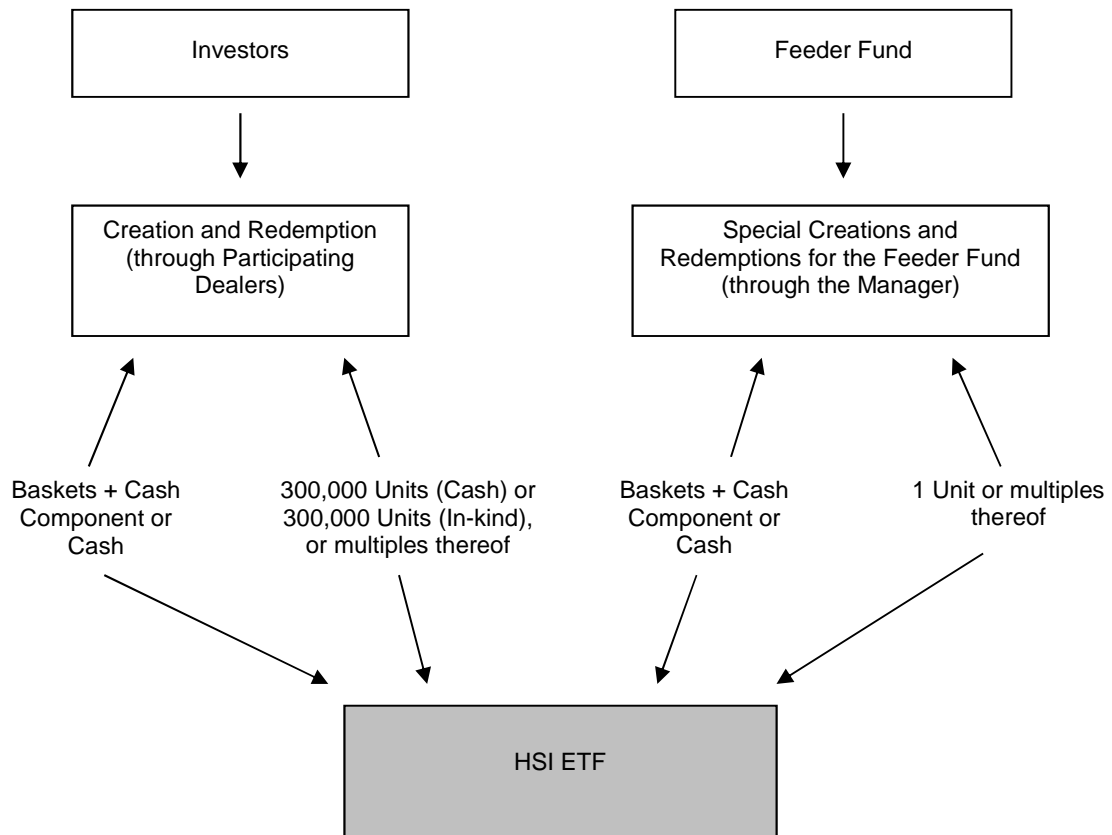 Investors
Feeder Fund
Creation and Redemption
(through Participating
Dealers)
Special Creations and
Redemptions for the Feeder Fund
(through the Manager)
Baskets + Cash
Component or
Cash
300,000 Units (Cash) or
300,000 Units (In-kind),
or multiples thereof
Baskets + Cash
Component or
Cash
1 Unit or multiples
thereof
HSI ETF